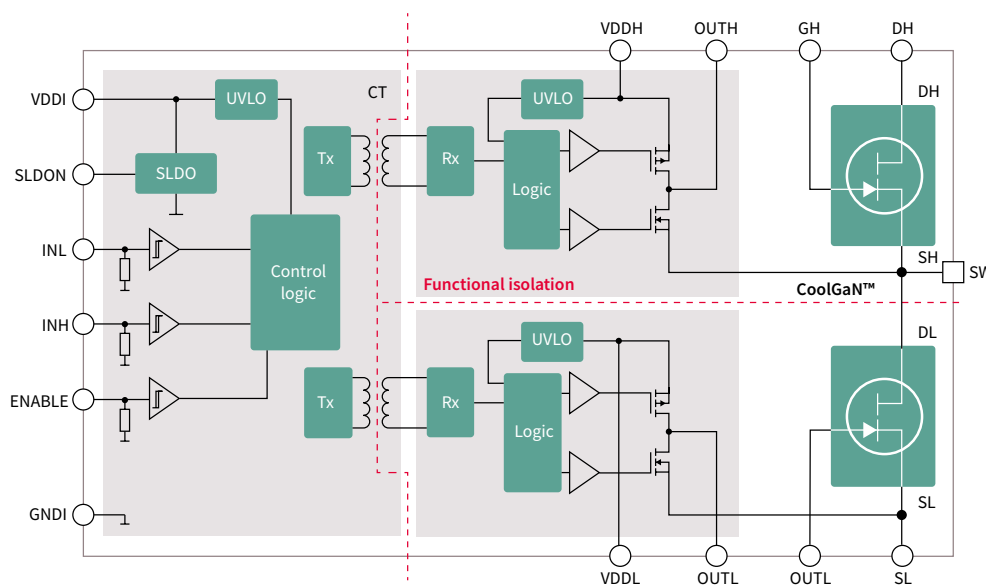 VDDH
OUTH
GH
DH
CT
VDDI
UVLO
UVLO
DH
Tx
Rx
SLDON
SLDO
Logic
INL
SH
Control
logic
SW
Functional isolation
CoolGaN™
INH
DL
UVLO
ENABLE
Tx
Rx
Logic
SL
GNDI
VDDL
OUTL
OUTL
SL